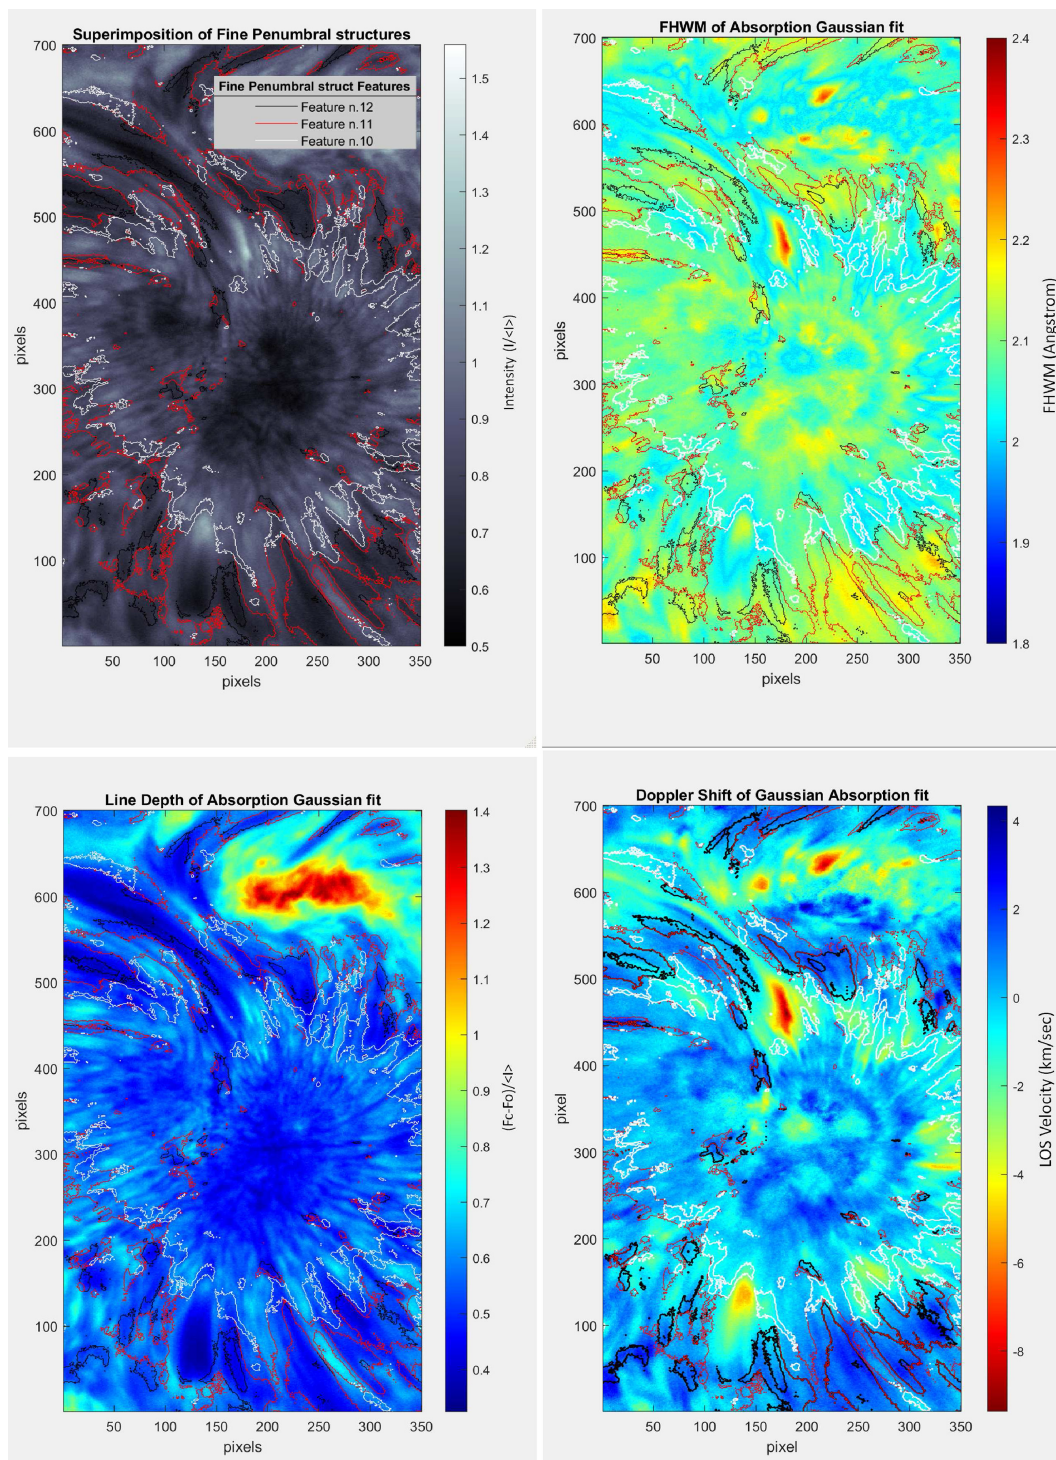 Superimposition of Fine Penumbral structures
700
600
500
400
300
200
100
50 100 150 200 250 300 350
pixels
pixels
Fine Penumbral struct Features
Feature n.12
Feature n.11
Feature n.10
1.5
1.4
1.3
1.2
1.1
1
0.9
0.8
0.7
0.6
0.5
Intensity (I/<I>)
FHWM of Absorption Gaussian fit
700
600
500
400
300
200
100
50 100 150 200 250 300 350
pixels
pixels
2.4
2.3
2.2
2.1
2
1.9
1.8
FHWM (Angstrom)
Line Depth of Absorption Gaussian fit
700
600
500
400
300
200
100
50 100 150 200 250 300 350
pixels
pixels
1.4
1.3
1.2
1.1
1
0.9
0.8
0.7
0.6
0.5
0.4
(Fc-Fo)/<I>
Doppler Shift of Gaussian Absorption fit
700
600
500
400
300
200
100
50 100 150 200 250 300 350
pixel
pixel
4
2
0
-2
-4
-6
-8
LOS Velocity (km/sec)